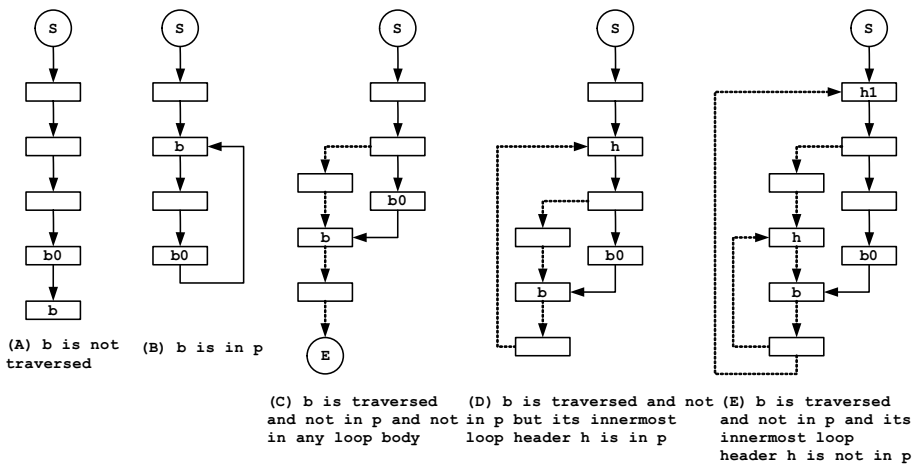 S
S
S
S
S
h1
b
h
b0
b
h
b0
b0
b0
b0
b
b
b
E
(A) b is not
traversed
(B) b is in p
(C) b is traversed
and not in p and not
in any loop body
(D) b is traversed and not
in p but its innermost
loop header h is in p
(E) b is traversed
and not in p and its
innermost loop
header h is not in p